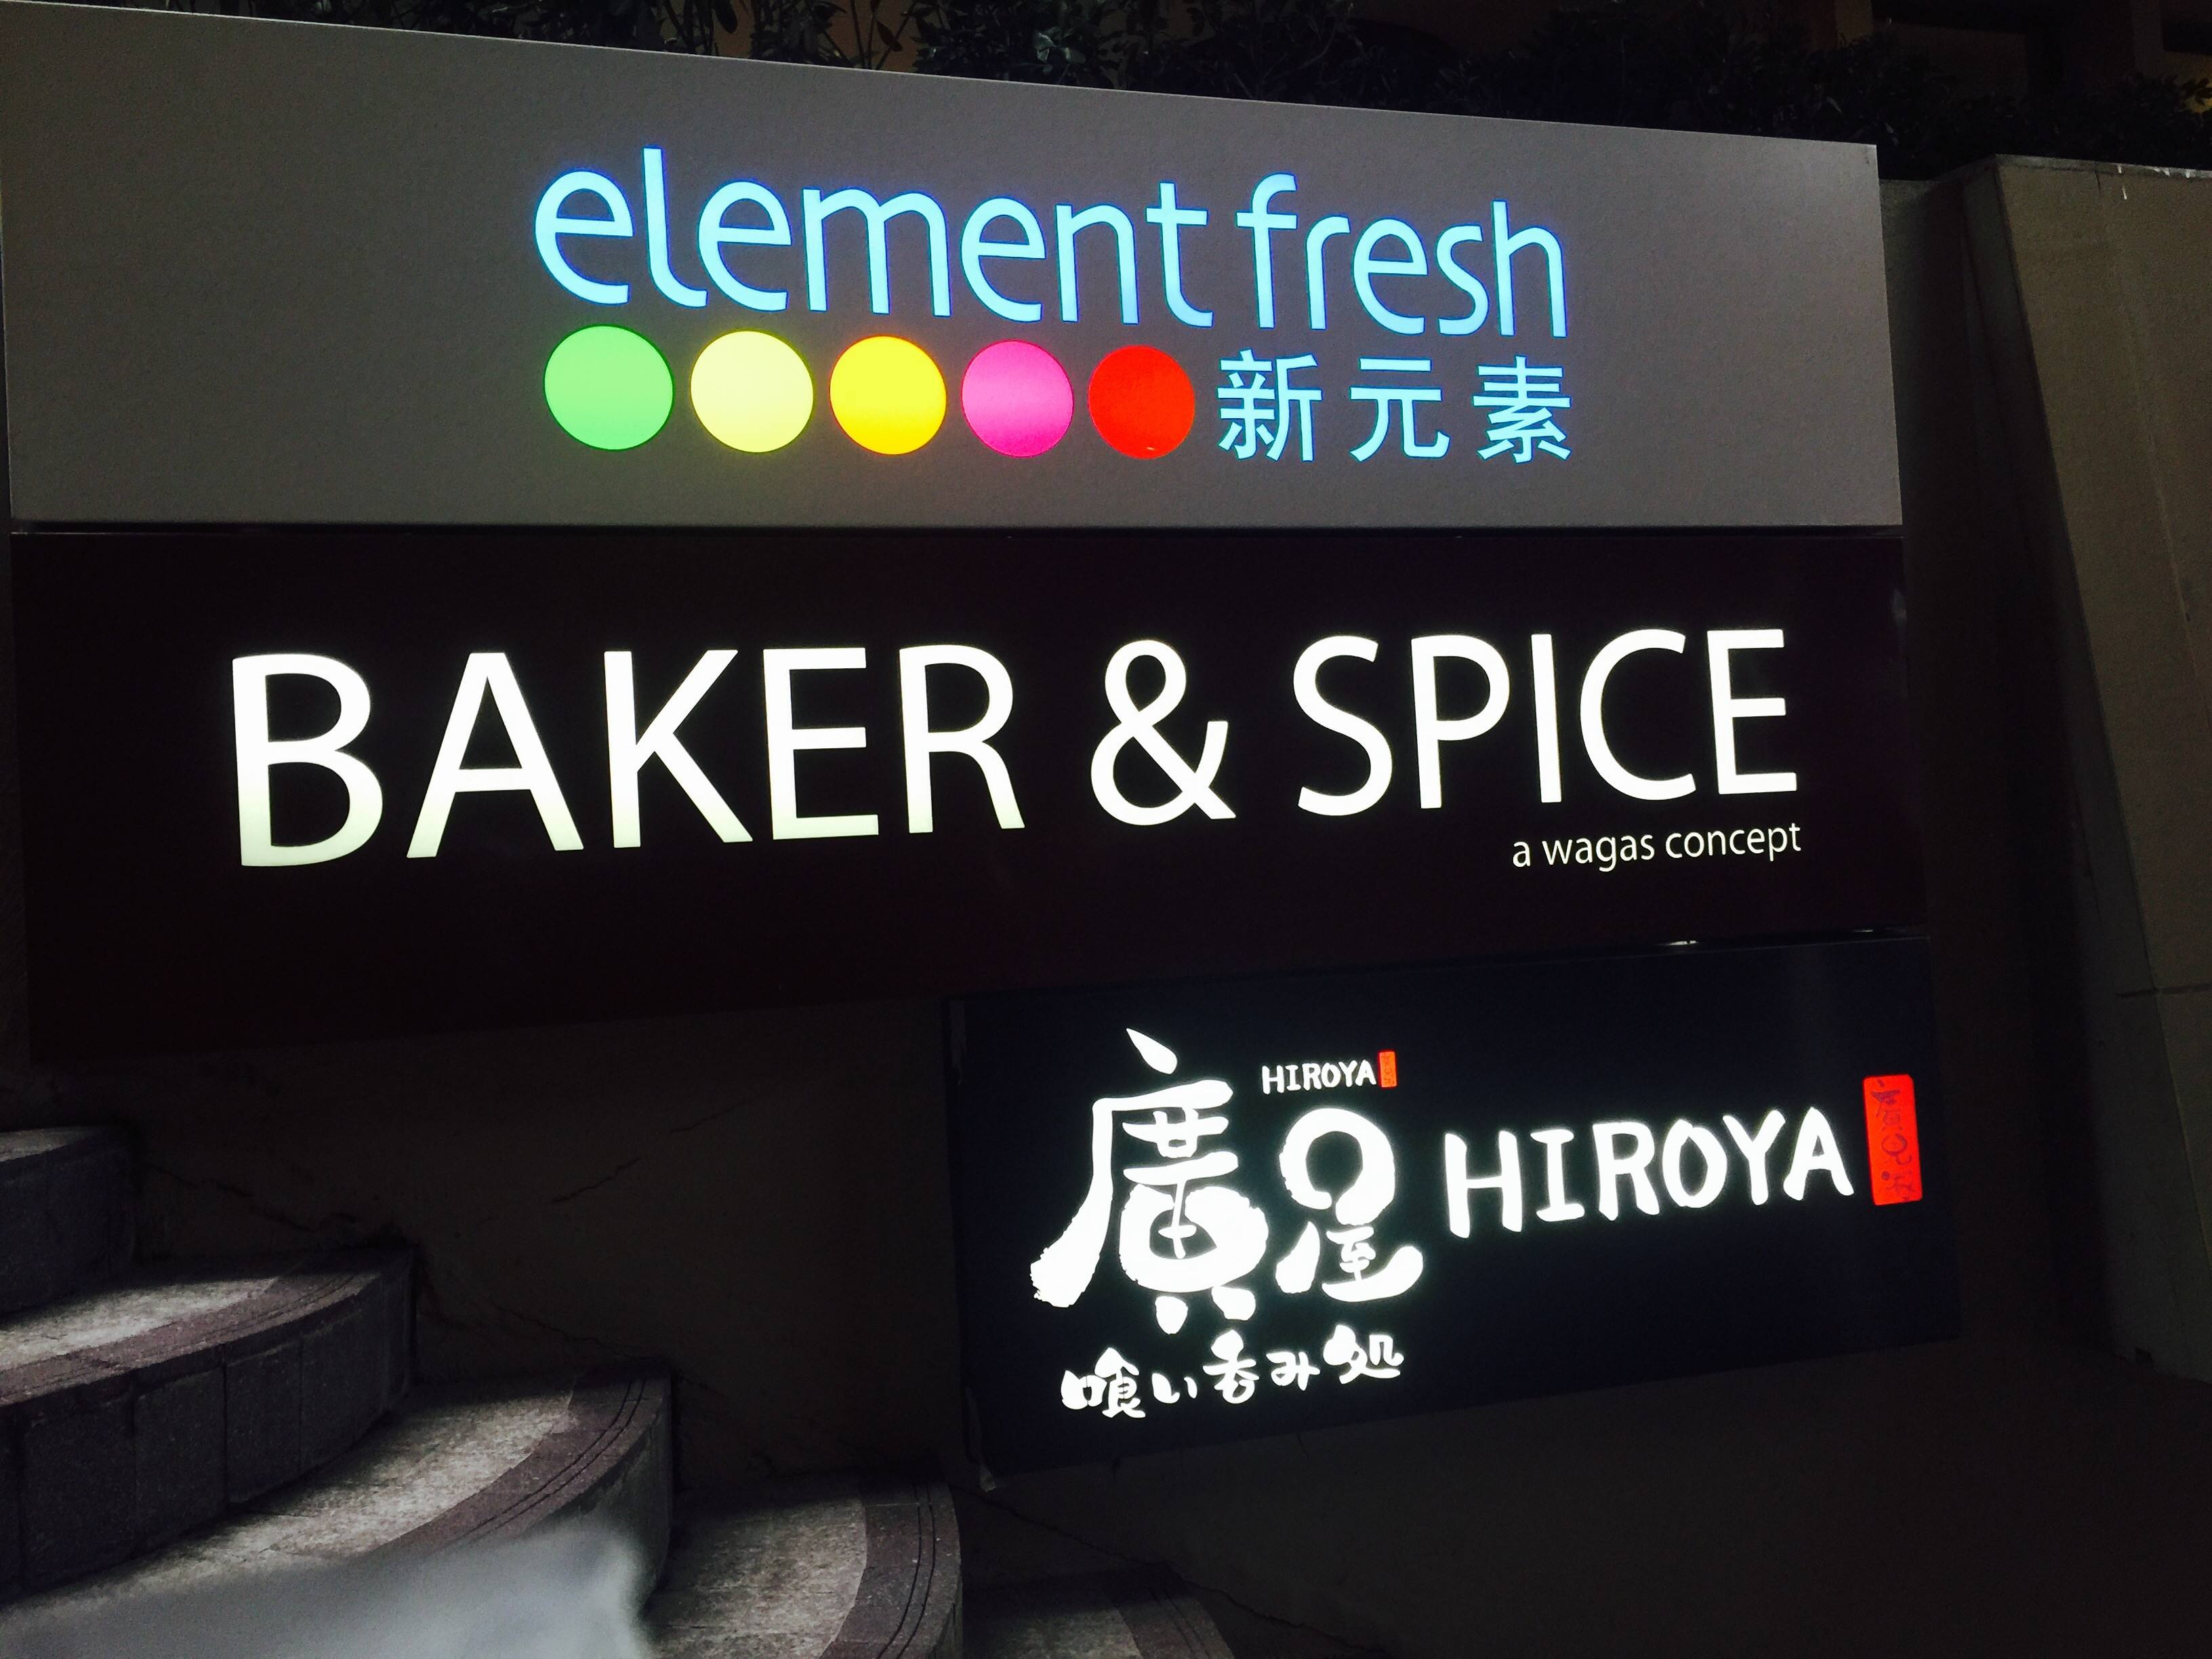 element fresh
新元素
BAKER & SPICE
a wagas concept
HIROYA
廣屋
HIROYA
喰い呑み処